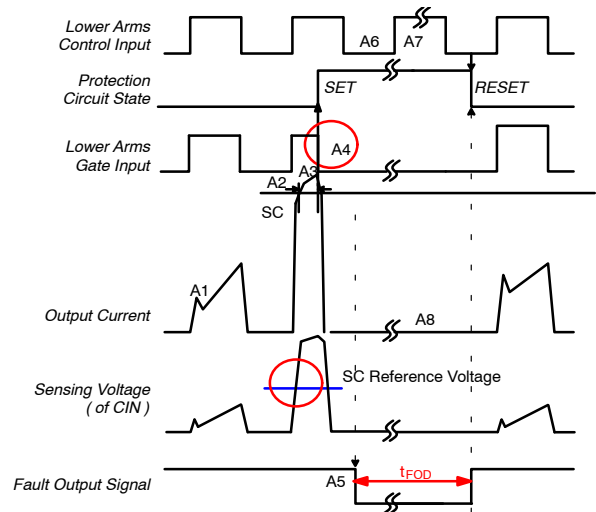 Lower Arms
Control Input
A6
A7
Protection
Circuit State
SET
RESET
Lower Arms
Gate Input
A4
A2
A3
SC
A1
Output Current
A8
SC Reference Voltage
Sensing Voltage
( of CIN )
Fault Output Signal
A5
tFOD